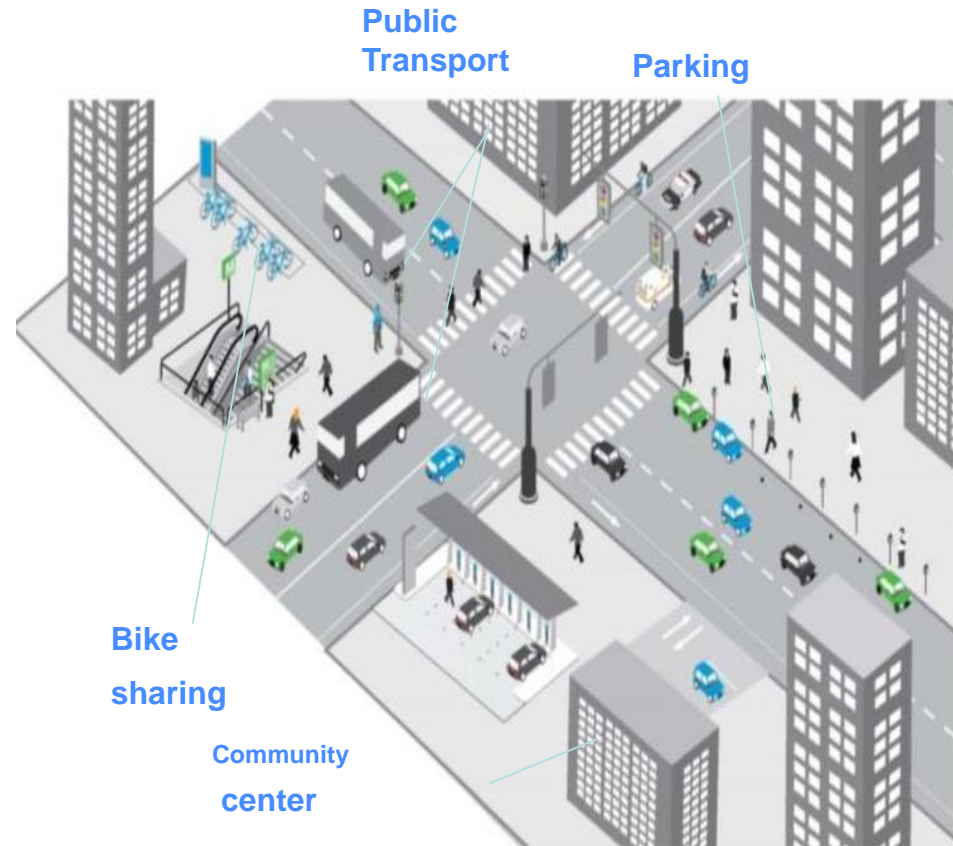 Public
Transport
Parking
Bike
sharing
Community
center